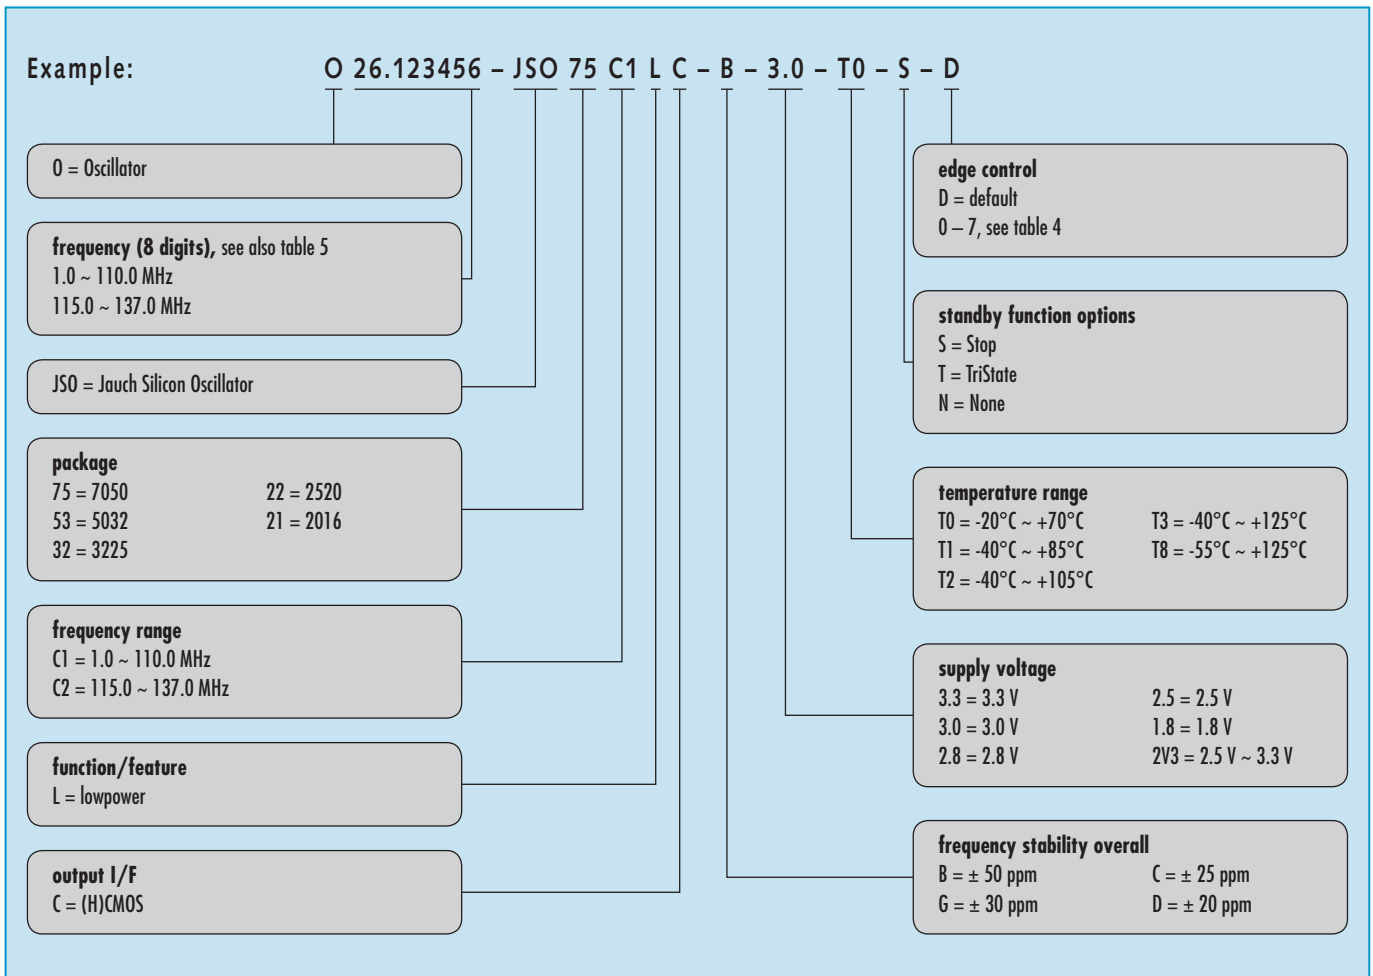 Example: O 26.123456 – JSO 75 C1 L C – B – 3.0 – T0 – S – D
O = Oscillator
frequency (8 digits), see also table 5
1.0 ~ 110.0 MHz
115.0 ~ 137.0 MHz
JSO = Jauch Silicon Oscillator
package
75 = 7050 22 = 2520
53 = 5032 21 = 2016
32 = 3225
frequency range
C1 = 1.0 ~ 110.0 MHz
C2 = 115.0 ~ 137.0 MHz
function/feature
L = lowpower
output I/F
C = (H)CMOS
edge control
D = default
0 – 7, see table 4
standby function options
S = Stop
T = TriState
N = None
temperature range
T0 = -20°C ~ +70°C T3 = -40°C ~ +125°C
T1 = -40°C ~ +85°C T8 = -55°C ~ +125°C
T2 = -40°C ~ +105°C
supply voltage
3.3 = 3.3 V 2.5 = 2.5 V
3.0 = 3.0 V 1.8 = 1.8 V
2.8 = 2.8 V 2V3 = 2.5 V ~ 3.3 V
frequency stability overall
B = ± 50 ppm C = ± 25 ppm
G = ± 30 ppm D = ± 20 ppm